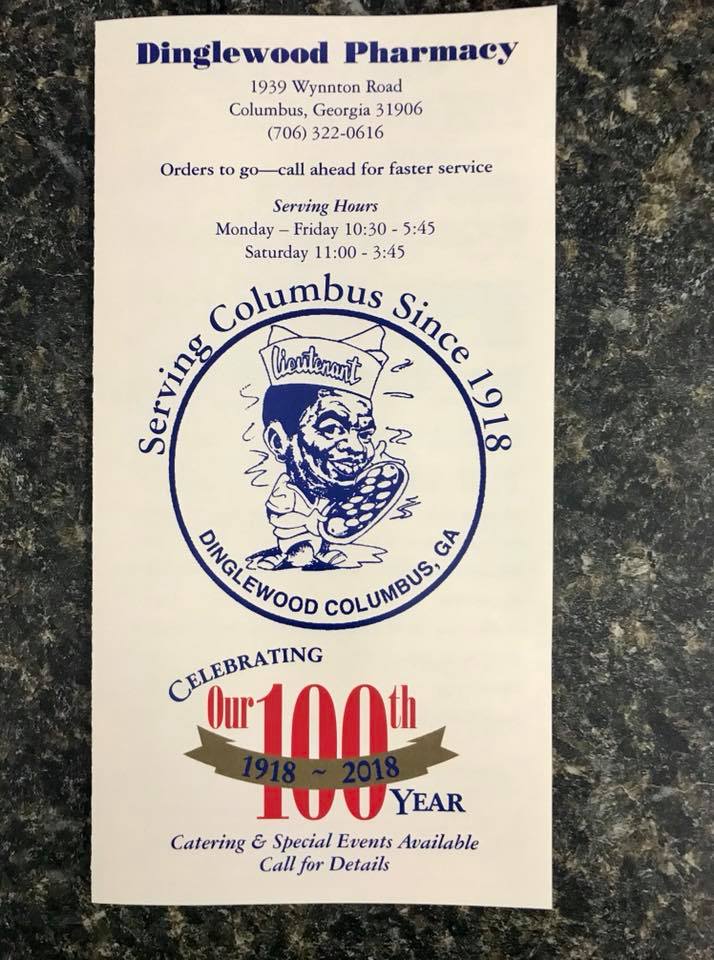 Dinglewood Pharmacy
1939 Wynnton Road
Columbus, Georgia 31906
(706) 322-0616
Orders to go—call ahead for faster service
Serving Hours
Monday – Friday 10:30 - 5:45
Saturday 11:00 - 3:45
Serving Columbus Since 1918
Lieutenant
DINGLEWOOD COLUMBUS, GA
CELEBRATING
Our 100th
1918 ~ 2018
YEAR
Catering & Special Events Available
Call for Details